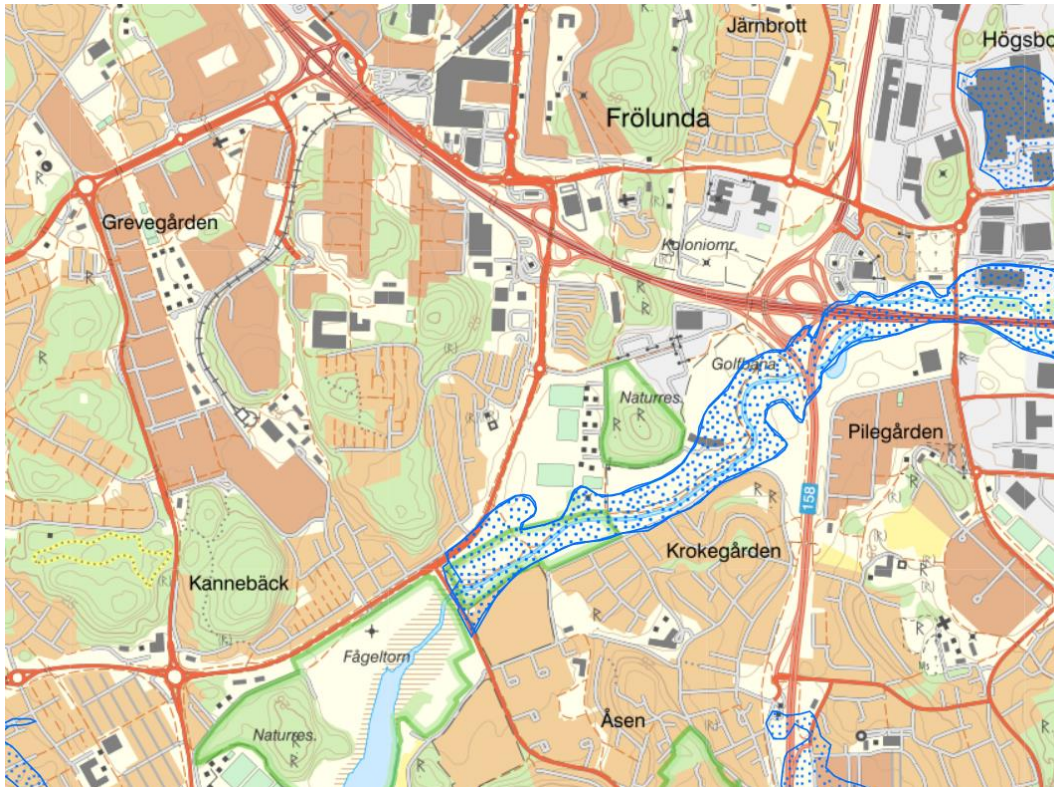 Järnbrott
Högsbo
Frölunda
Grevegården
Koloniomr.
Golfbana
Naturres.
Pilegården
158
Krokegården
Kannebäck
Fågeltorn
Åsen
Naturres.